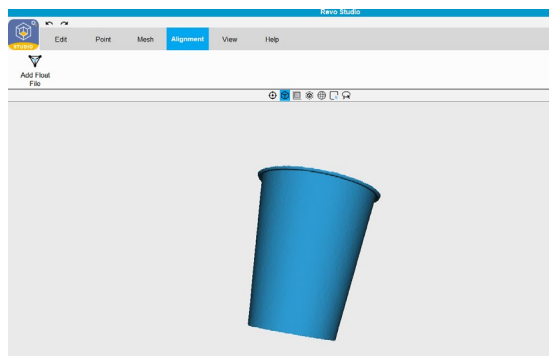 Revo Studio
STUDIO
Edit Point Mesh Alignment View Help
Add Float
File